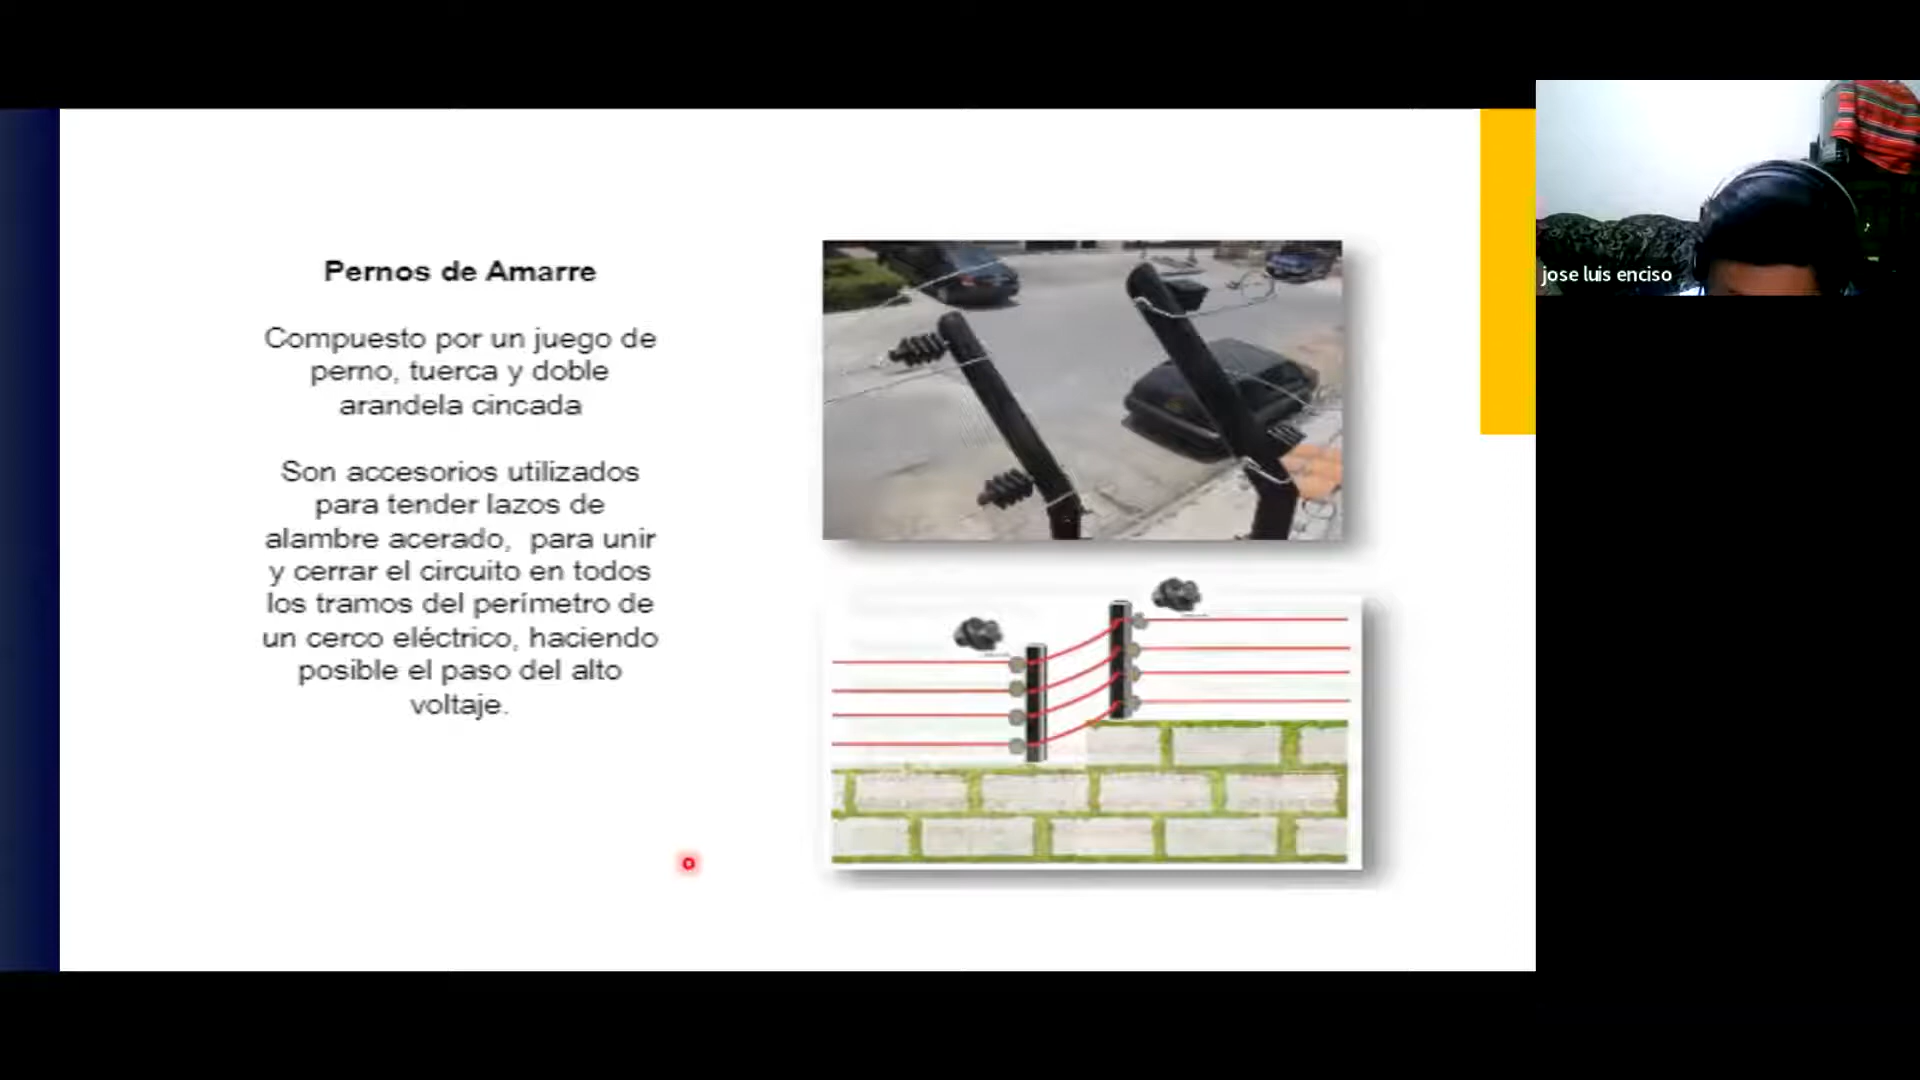 Pernos de Amarre
Compuesto por un juego de
perno, tuerca y doble
arandela cincada
Son accesorios utilizados
para tender lazos de
alambre acerado, para unir
y cerrar el circuito en todos
los tramos del perímetro de
un cerco eléctrico, haciendo
posible el paso del alto
voltaje.
jose luis enciso